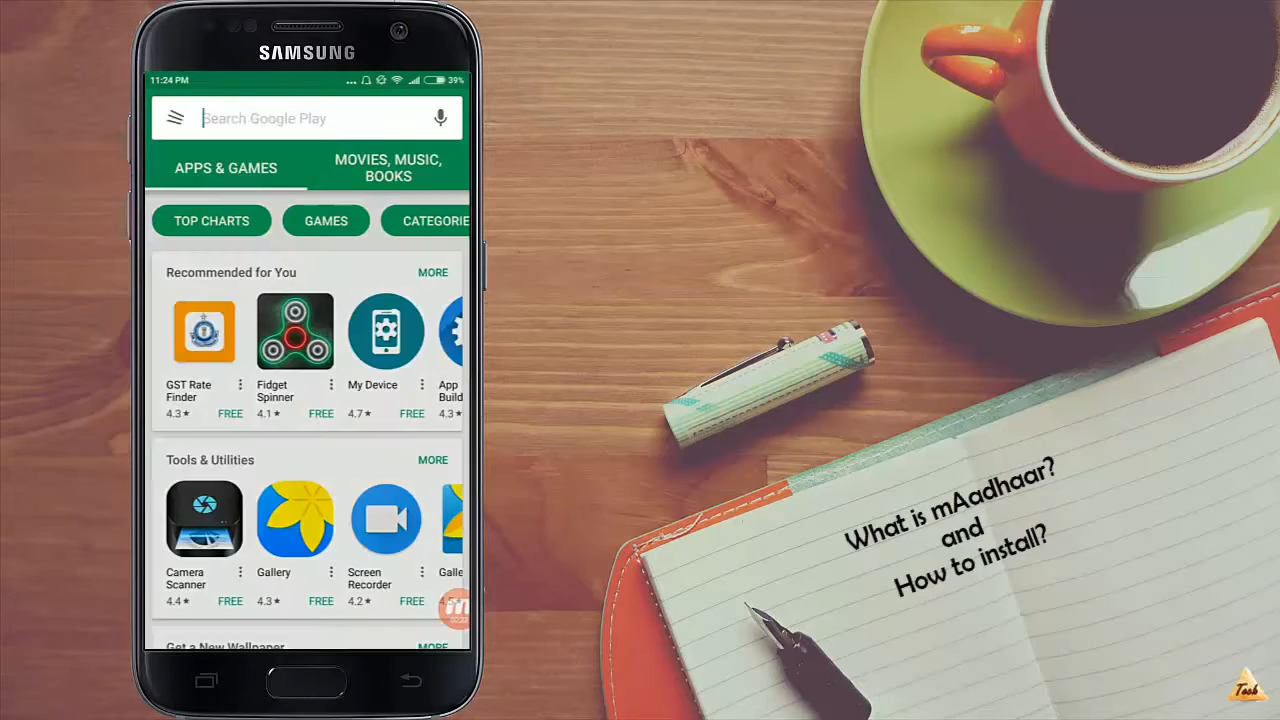 SAMSUNG
11:24 PM
39%
Search Google Play
APPS & GAMES
MOVIES, MUSIC,
BOOKS
TOP CHARTS
GAMES
CATEGORIE
Recommended for You
MORE
GST Rate
Finder
4.3★
FREE
Fidget
Spinner
4.1★
FREE
My Device
4.7★
FREE
App
Build
4.3★
Tools & Utilities
MORE
Camera
Scanner
4.4★
FREE
Gallery
4.3★
FREE
Screen
Recorder
4.2★
FREE
Galle
Get a New Wallpaper
MORE
What is mAadhaar?
and
How to install?
Tech